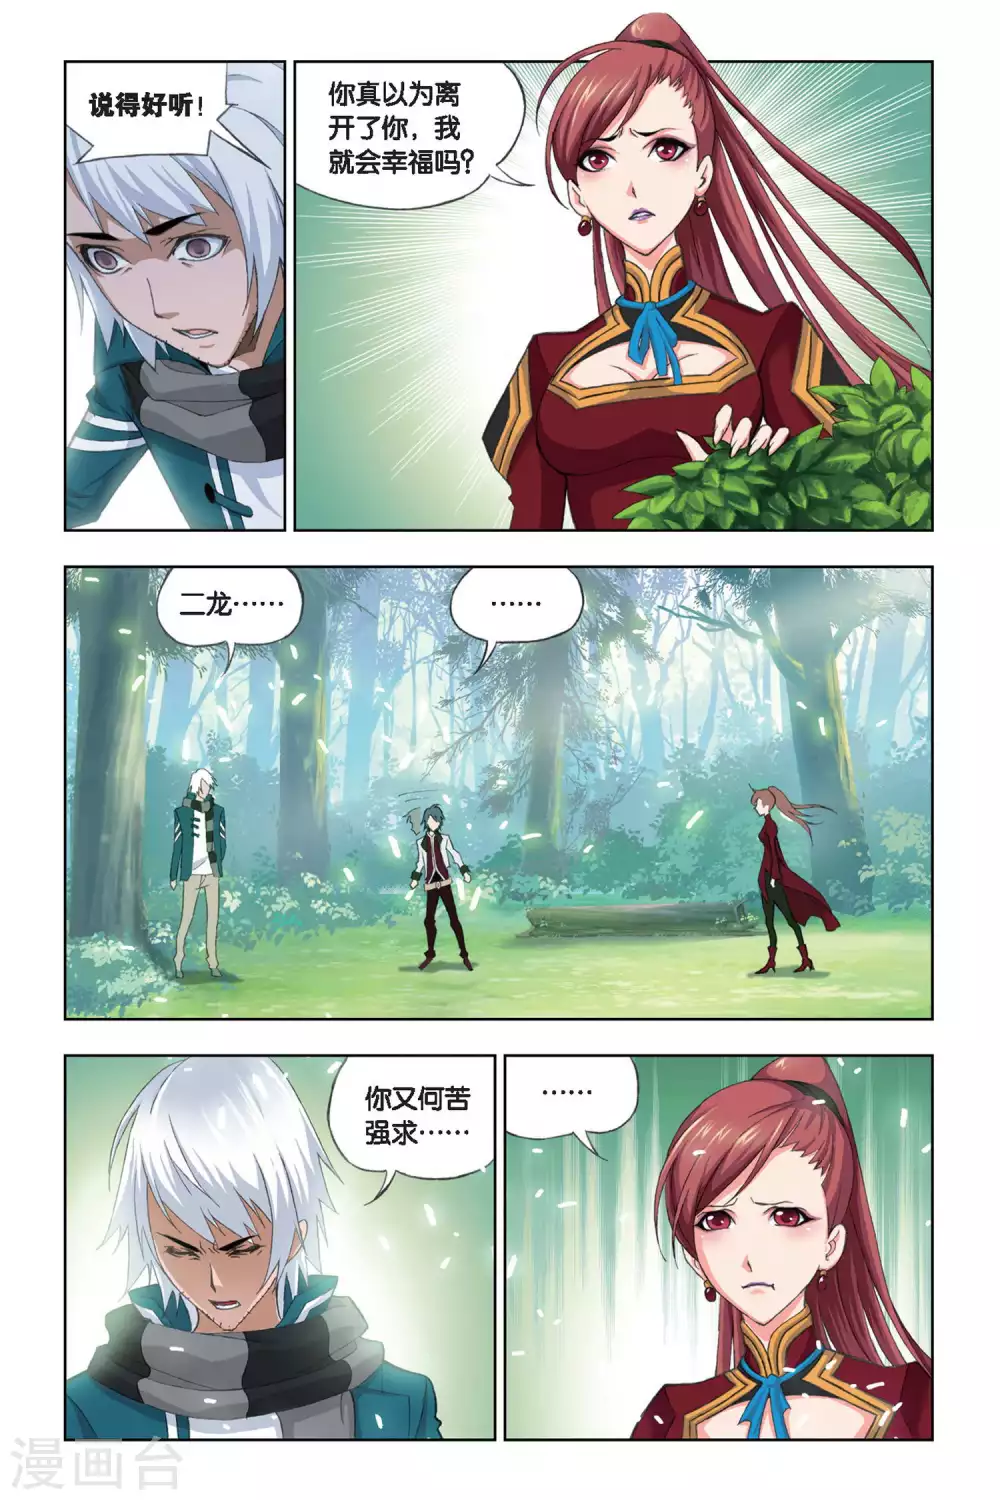 说得好听！
你真以为离
开了你，我
就会幸福吗？
二龙……
……
你又何苦
强求……
……
漫画台